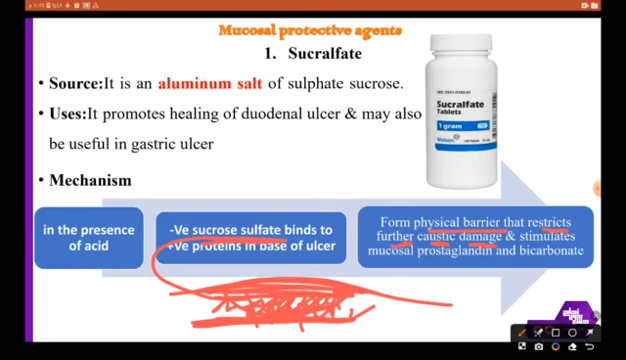 Mucosal protective agents
1. Sucralfate
• Source:It is an aluminum salt of sulphate sucrose.
• Uses:It promotes healing of duodenal ulcer & may also
be useful in gastric ulcer
• Mechanism
Sucralfate
Tablets
1 gram
in the presence
of acid
-Ve sucrose sulfate binds to
+ve proteins in base of ulcer
Form physical barrier that restricts
further caustic damage & stimulates
mucosal prostaglandin and bicarbonate